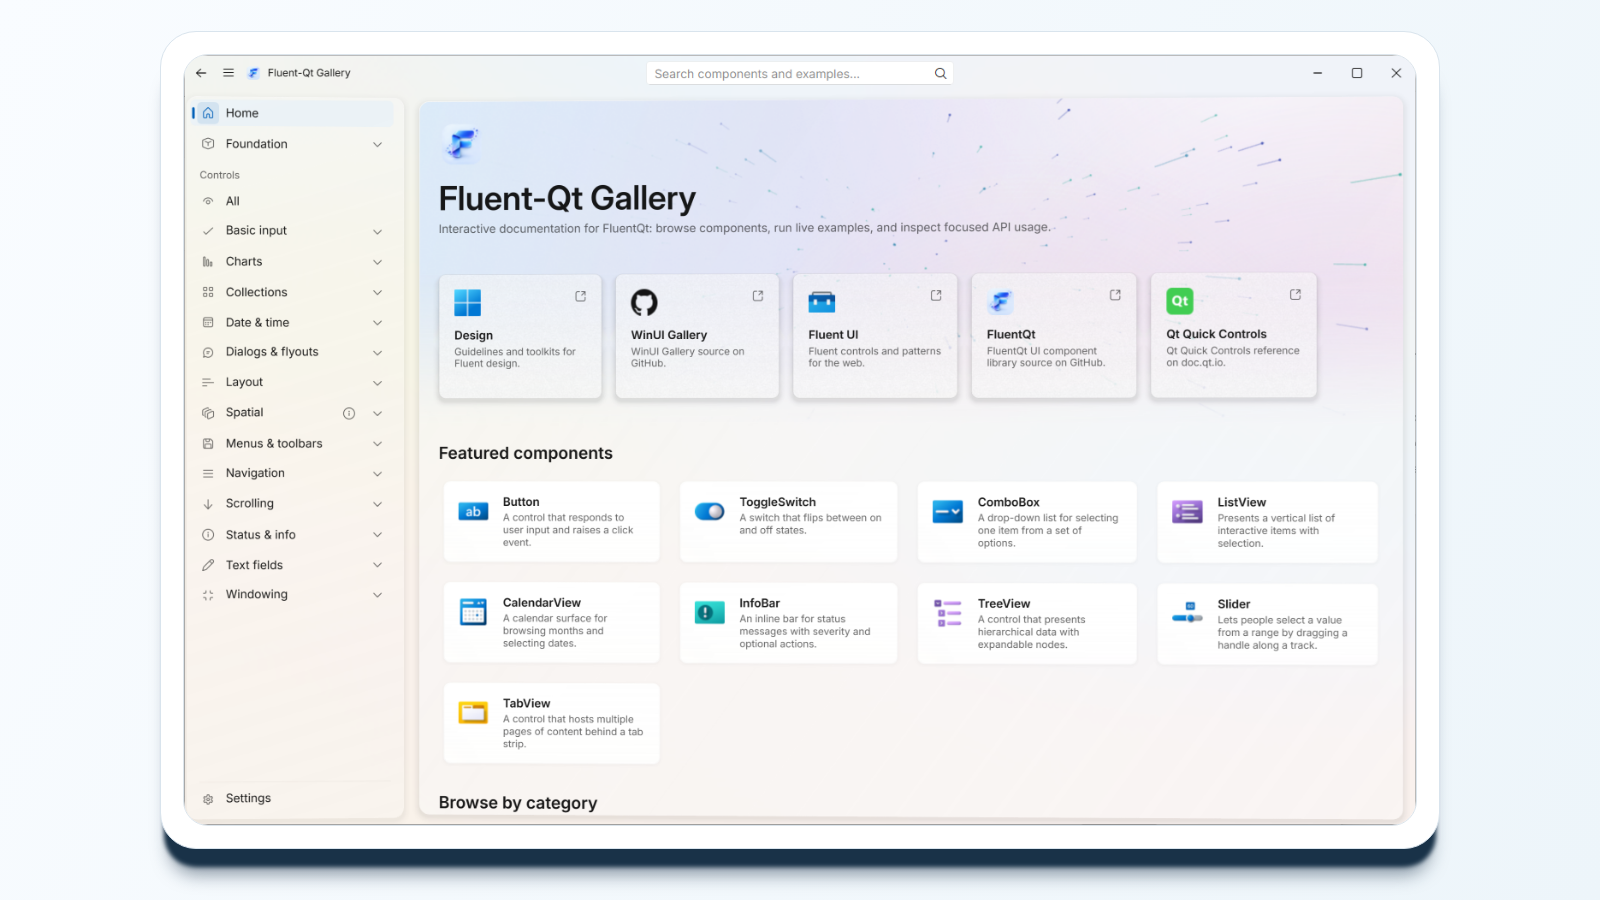 Fluent-Qt Gallery
Search components and examples...
Home
Foundation
Controls
All
Basic input
Charts
Collections
Date & time
Dialogs & flyouts
Layout
Spatial
Menus & toolbars
Navigation
Scrolling
Status & info
Text fields
Windowing
Settings
Fluent-Qt Gallery
Interactive documentation for FluentQt: browse components, run live examples, and inspect focused API usage.
Design
Guidelines and toolkits for
Fluent design.
WinUI Gallery
WinUI Gallery source on
GitHub.
Fluent UI
Fluent controls and patterns
for the web.
FluentQt
FluentQt UI component
library source on GitHub.
Qt
Qt Quick Controls
Qt Quick Controls reference
on doc.qt.io.
Featured components
ab
Button
A control that responds to
user input and raises a click
event.
ToggleSwitch
A switch that flips between on
and off states.
ComboBox
A drop-down list for selecting
one item from a set of
options.
ListView
Presents a vertical list of
interactive items with
selection.
CalendarView
A calendar surface for
browsing months and
selecting dates.
InfoBar
An inline bar for status
messages with severity and
optional actions.
TreeView
A control that presents
hierarchical data with
expandable nodes.
Slider
Lets people select a value
from a range by dragging a
handle along a track.
TabView
A control that hosts multiple
pages of content behind a tab
strip.
Browse by category